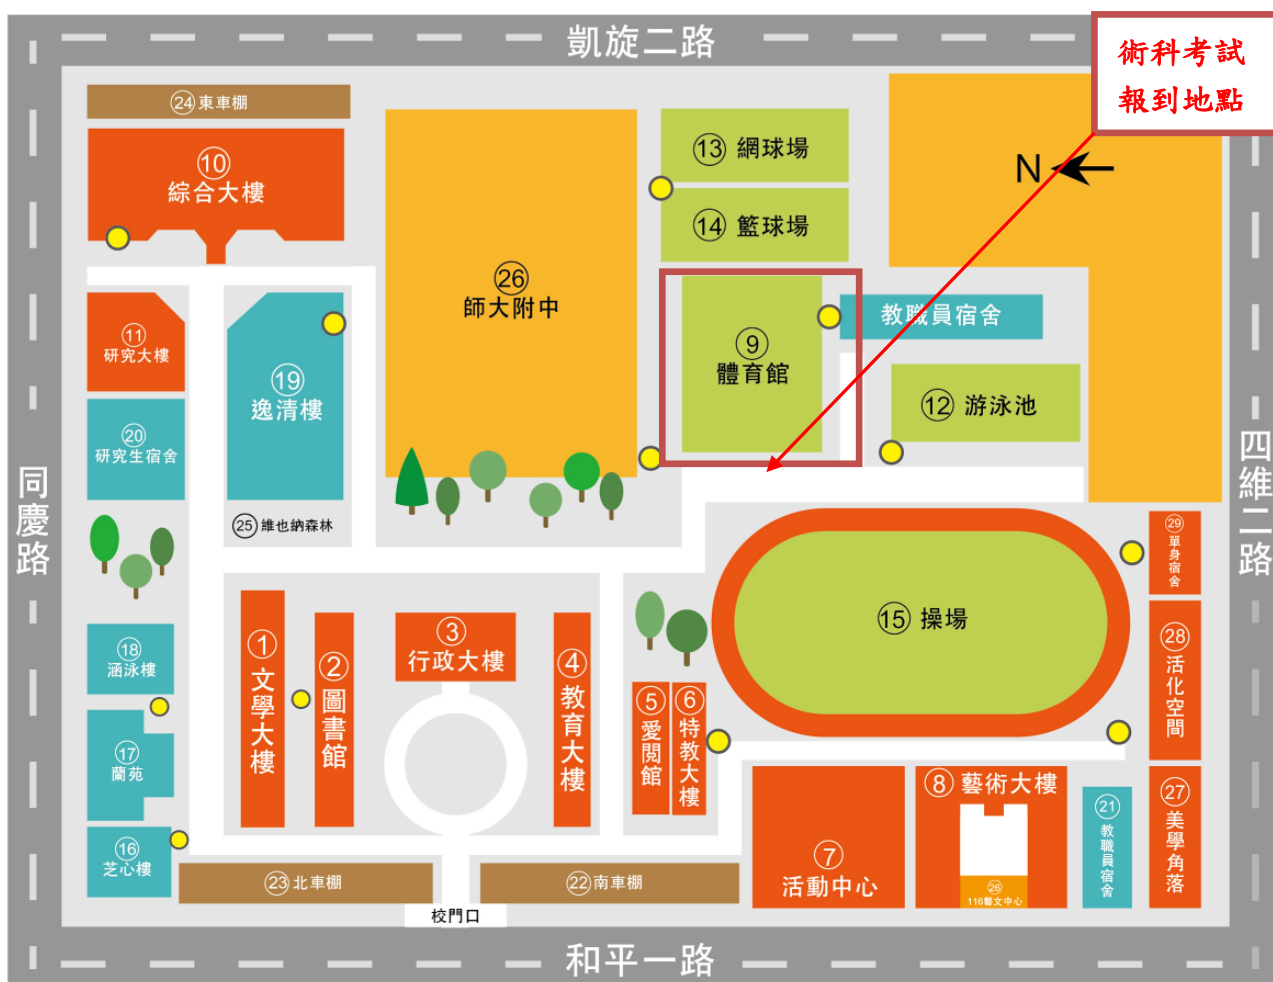 凱旋二路
術科考試
報到地點
24 東車棚
10
綜合大樓
13 網球場
14 籃球場
N
26
師大附中
11
研究大樓
19
逸清樓
9
體育館
教職員宿舍
12 游泳池
20
研究生宿舍
25 維也納森林
同慶路
四維二路
29
單身宿舍
15 操場
1
文學大樓
2
圖書館
3
行政大樓
4
教育大樓
5
愛閱館
6
特教大樓
28
活化空間
18
涵泳樓
17
蘭苑
16
芝心樓
7
活動中心
8 藝術大樓
26
116藝文中心
21
教職員宿舍
27
美學角落
23 北車棚
22 南車棚
校門口
和平一路